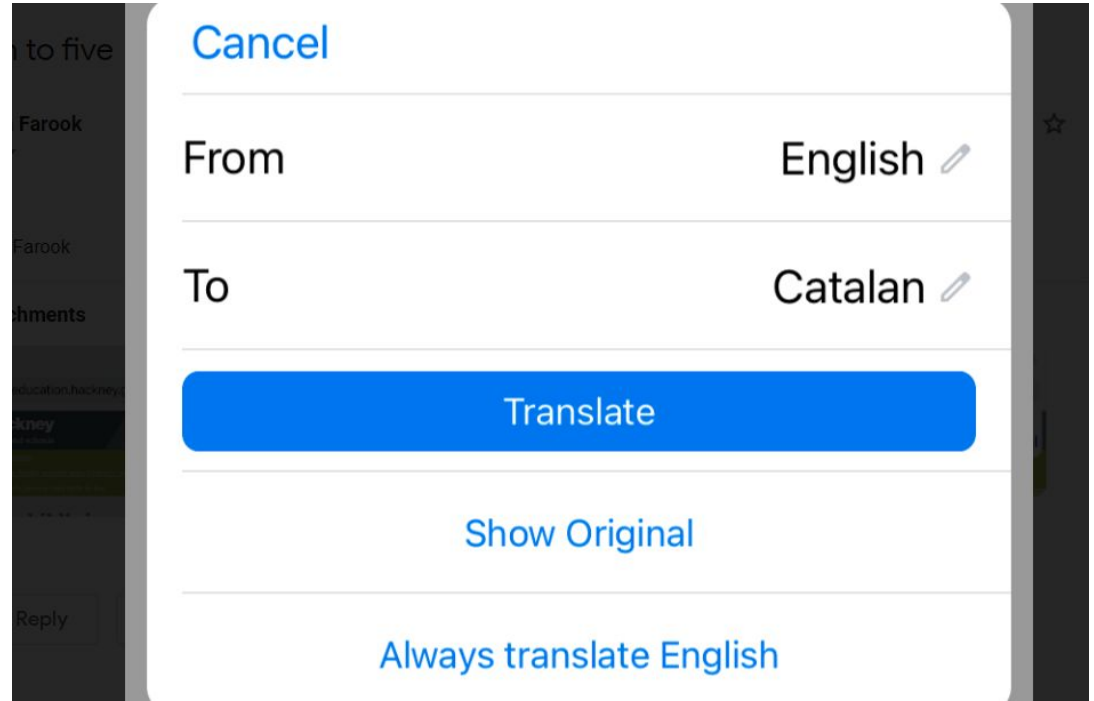 to five
Cancel
Farook
From English
Farook
To Catalan
chments
education.hackney.g
ckney
Translate
Show Original
Reply
Always translate English